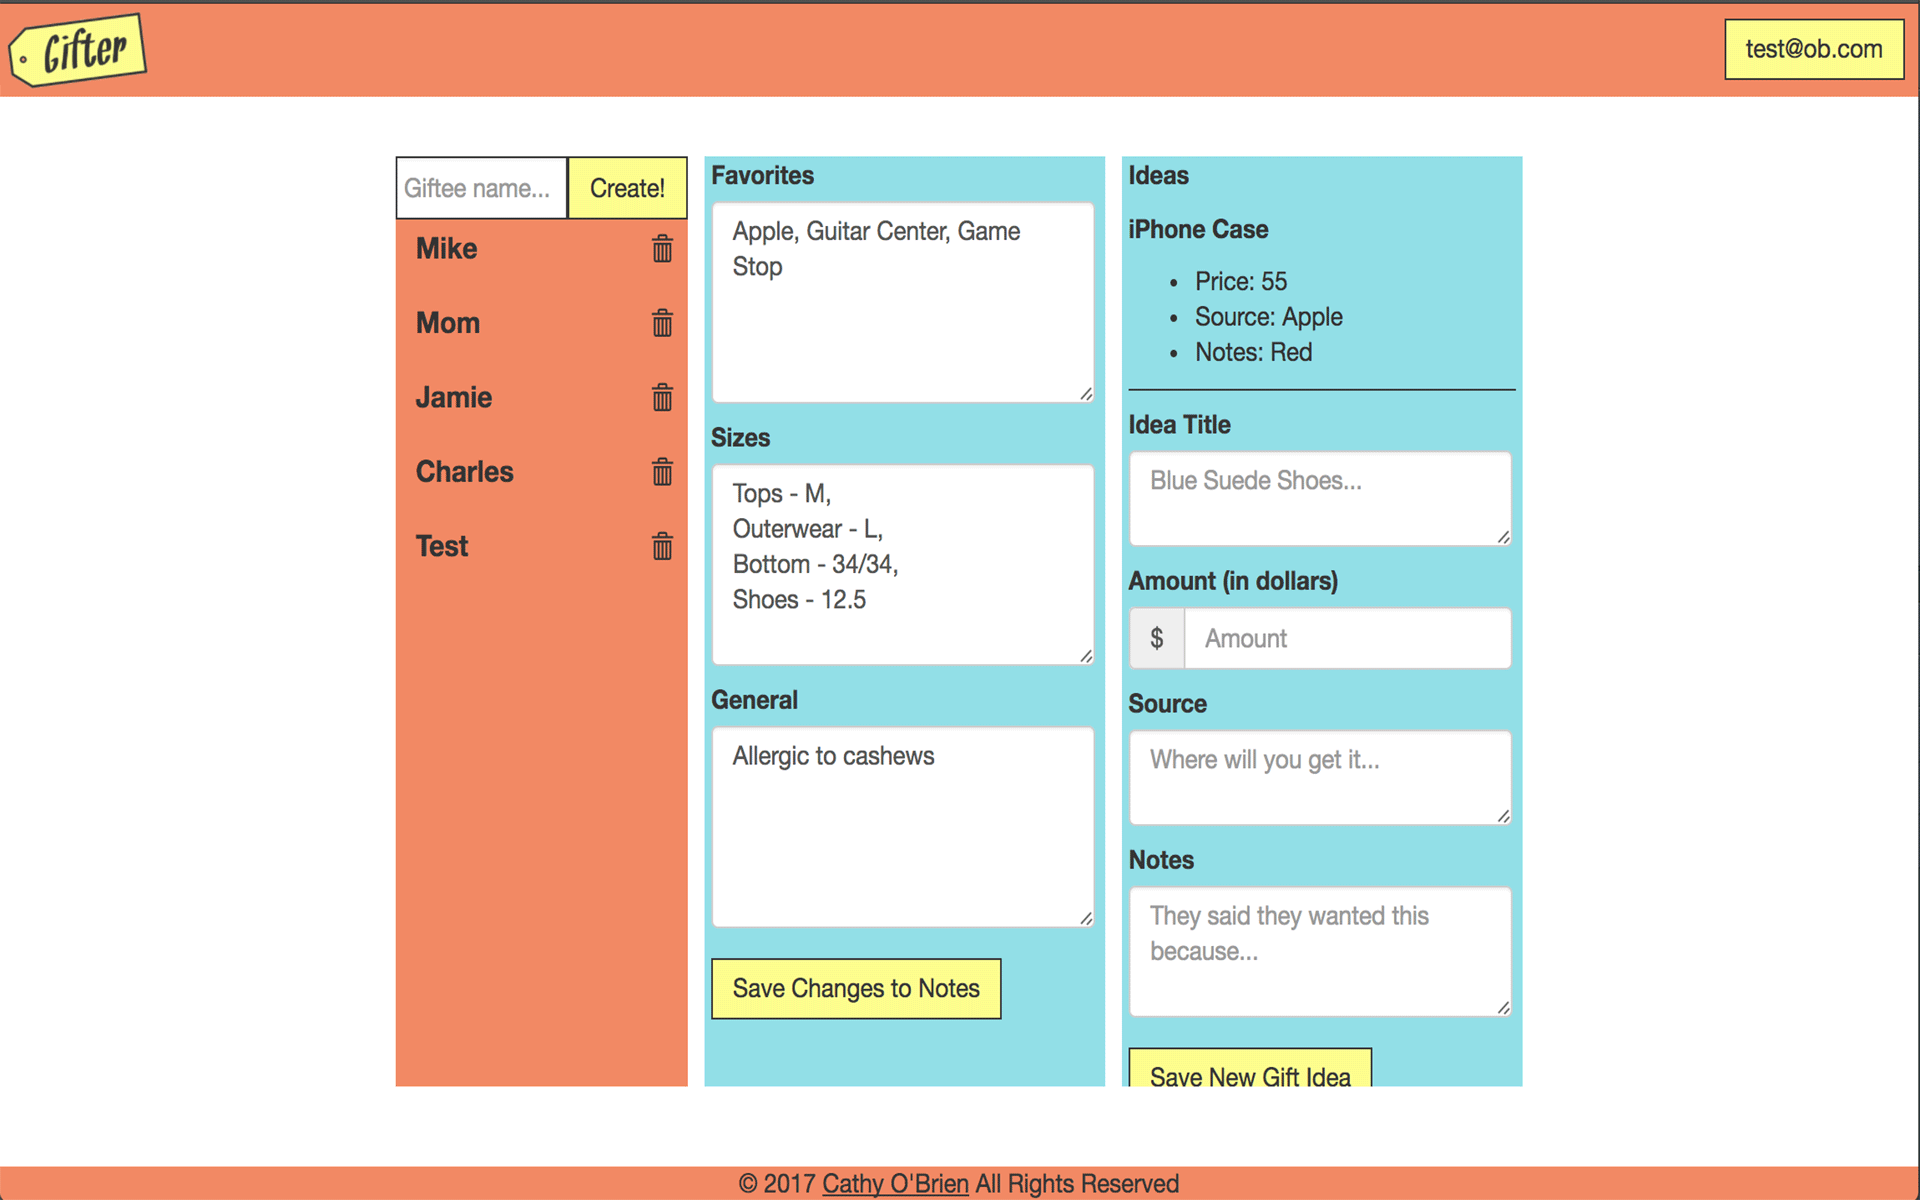 Gifter
test@ob.com
Giftee name...
Create!
Mike
Mom
Jamie
Charles
Test
Favorites
Apple, Guitar Center, Game
Stop
Sizes
Tops - M,
Outerwear - L,
Bottom - 34/34,
Shoes - 12.5
General
Allergic to cashews
Save Changes to Notes
Ideas
iPhone Case
• Price: 55
• Source: Apple
• Notes: Red
Idea Title
Blue Suede Shoes...
Amount (in dollars)
$ Amount
Source
Where will you get it...
Notes
They said they wanted this
because...
Save New Gift Idea
© 2017 Cathy O'Brien All Rights Reserved